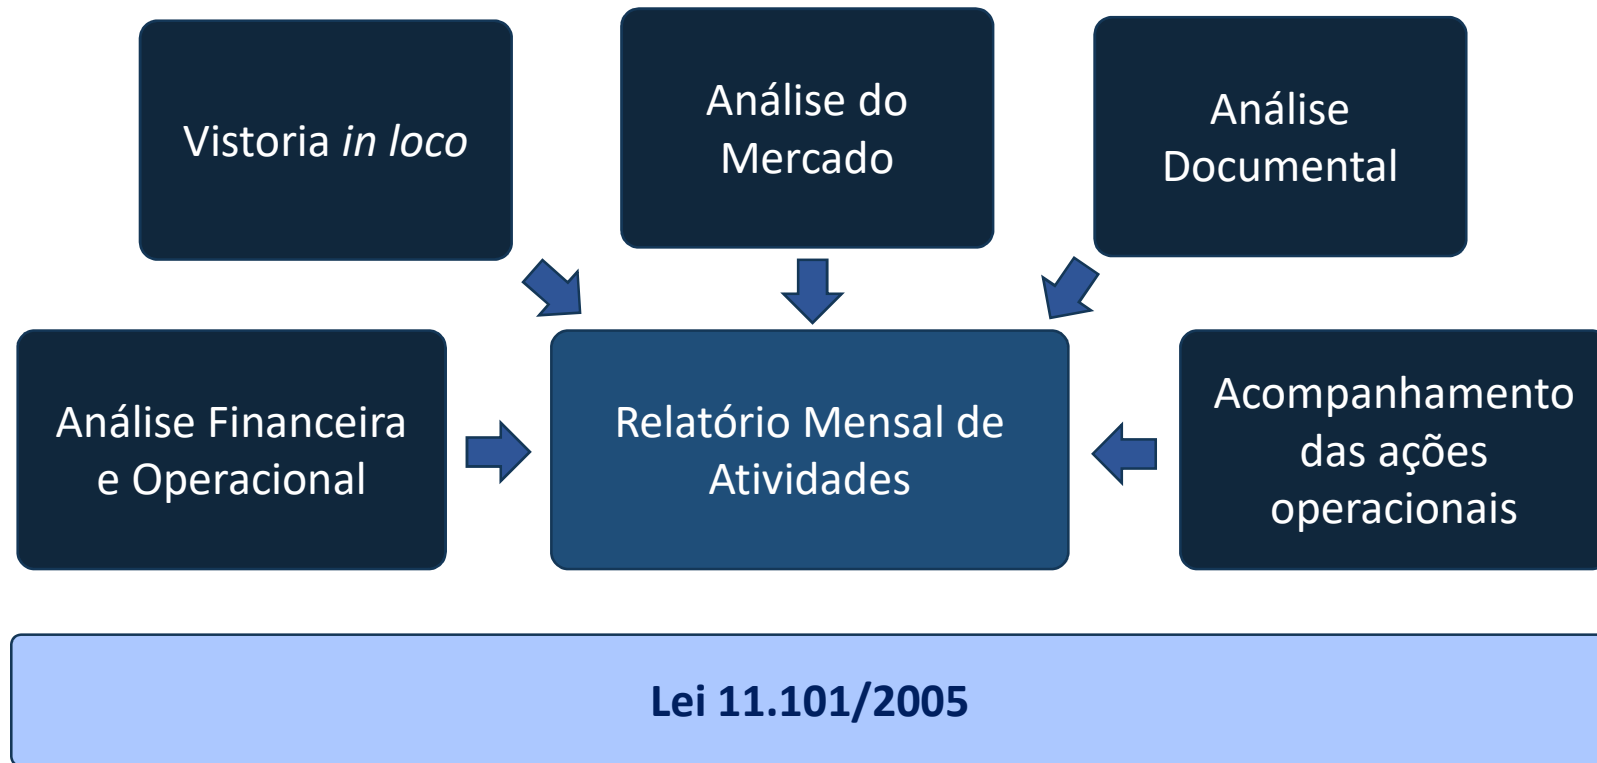 Vistoria in loco
Análise do
Mercado
Análise
Documental
Análise Financeira
e Operacional
Relatório Mensal de
Atividades
Acompanhamento
das ações
operacionais
Lei 11.101/2005